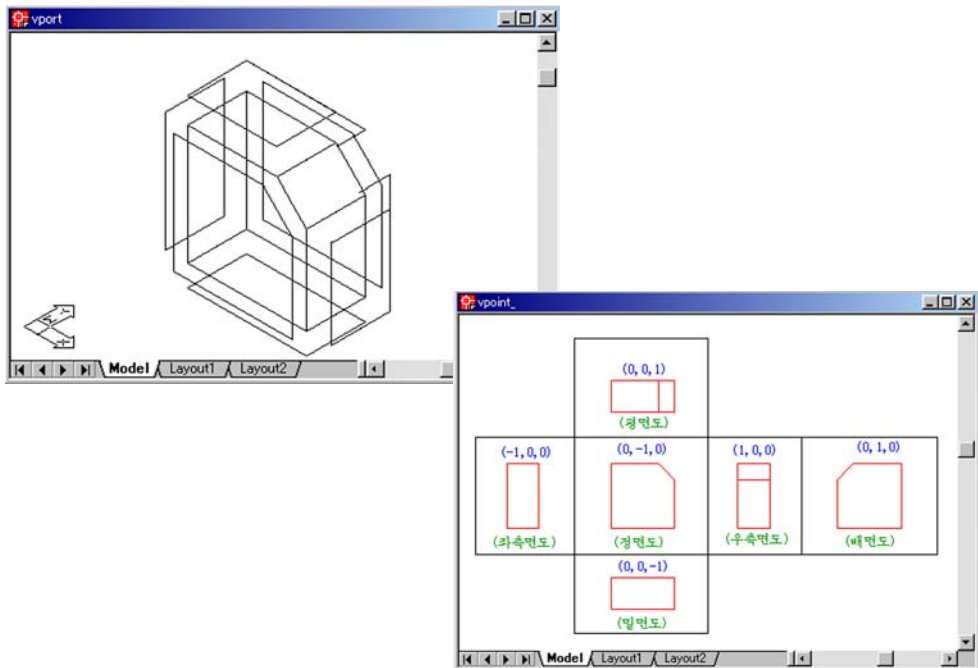 vport
Model Layout1 Layout2
vpoint_
(0, 0, 1)
(평면도)
(-1, 0, 0)
(0, -1, 0)
(1, 0, 0)
(0, 1, 0)
(좌측면도)
(정면도)
(우측면도)
(배면도)
(0, 0, -1)
(밑면도)
Model Layout1 Layout2